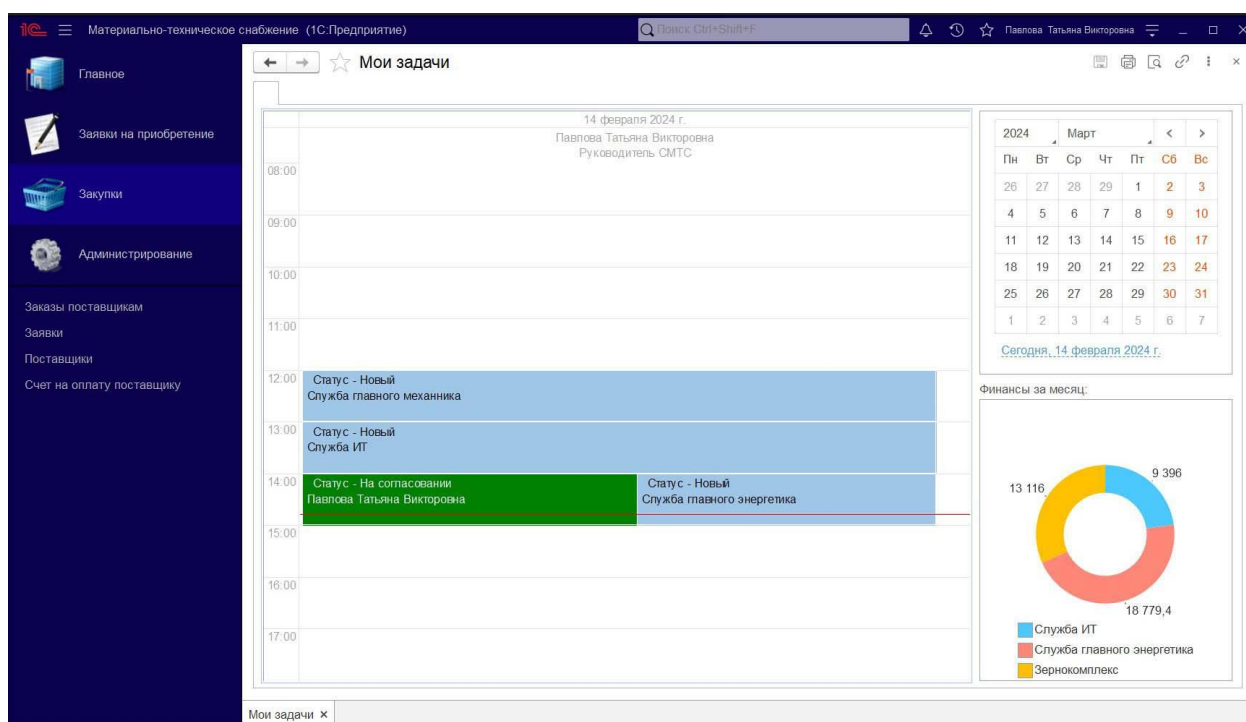 1С Материально-техническое снабжение (1С:Предприятие) Поиск Ctrl+Shift+F Павлова Татьяна Викторовна
Главное
Заявки на приобретение
Закупки
Администрирование
Заказы поставщикам
Заявки
Поставщики
Счет на оплату поставщику
Мои задачи
14 февраля 2024 г.
Павлова Татьяна Викторовна
Руководитель СМТС
08:00
09:00
10:00
11:00
12:00 Статус - Новый
Служба главного механника
13:00 Статус - Новый
Служба ИТ
14:00 Статус - На согласовании
Павлова Татьяна Викторовна
Статус - Новый
Служба главного энергетика
15:00
16:00
17:00
2024 Март < >
Пн Вт Ср Чт Пт Сб Вс
26 27 28 29 1 2 3
4 5 6 7 8 9 10
11 12 13 14 15 16 17
18 19 20 21 22 23 24
25 26 27 28 29 30 31
1 2 3 4 5 6 7
Сегодня, 14 февраля 2024 г.
Финансы за месяц:
9 396
13 116
18 779,4
Служба ИТ
Служба главного энергетика
Зернокомплекс
Мои задачи ×